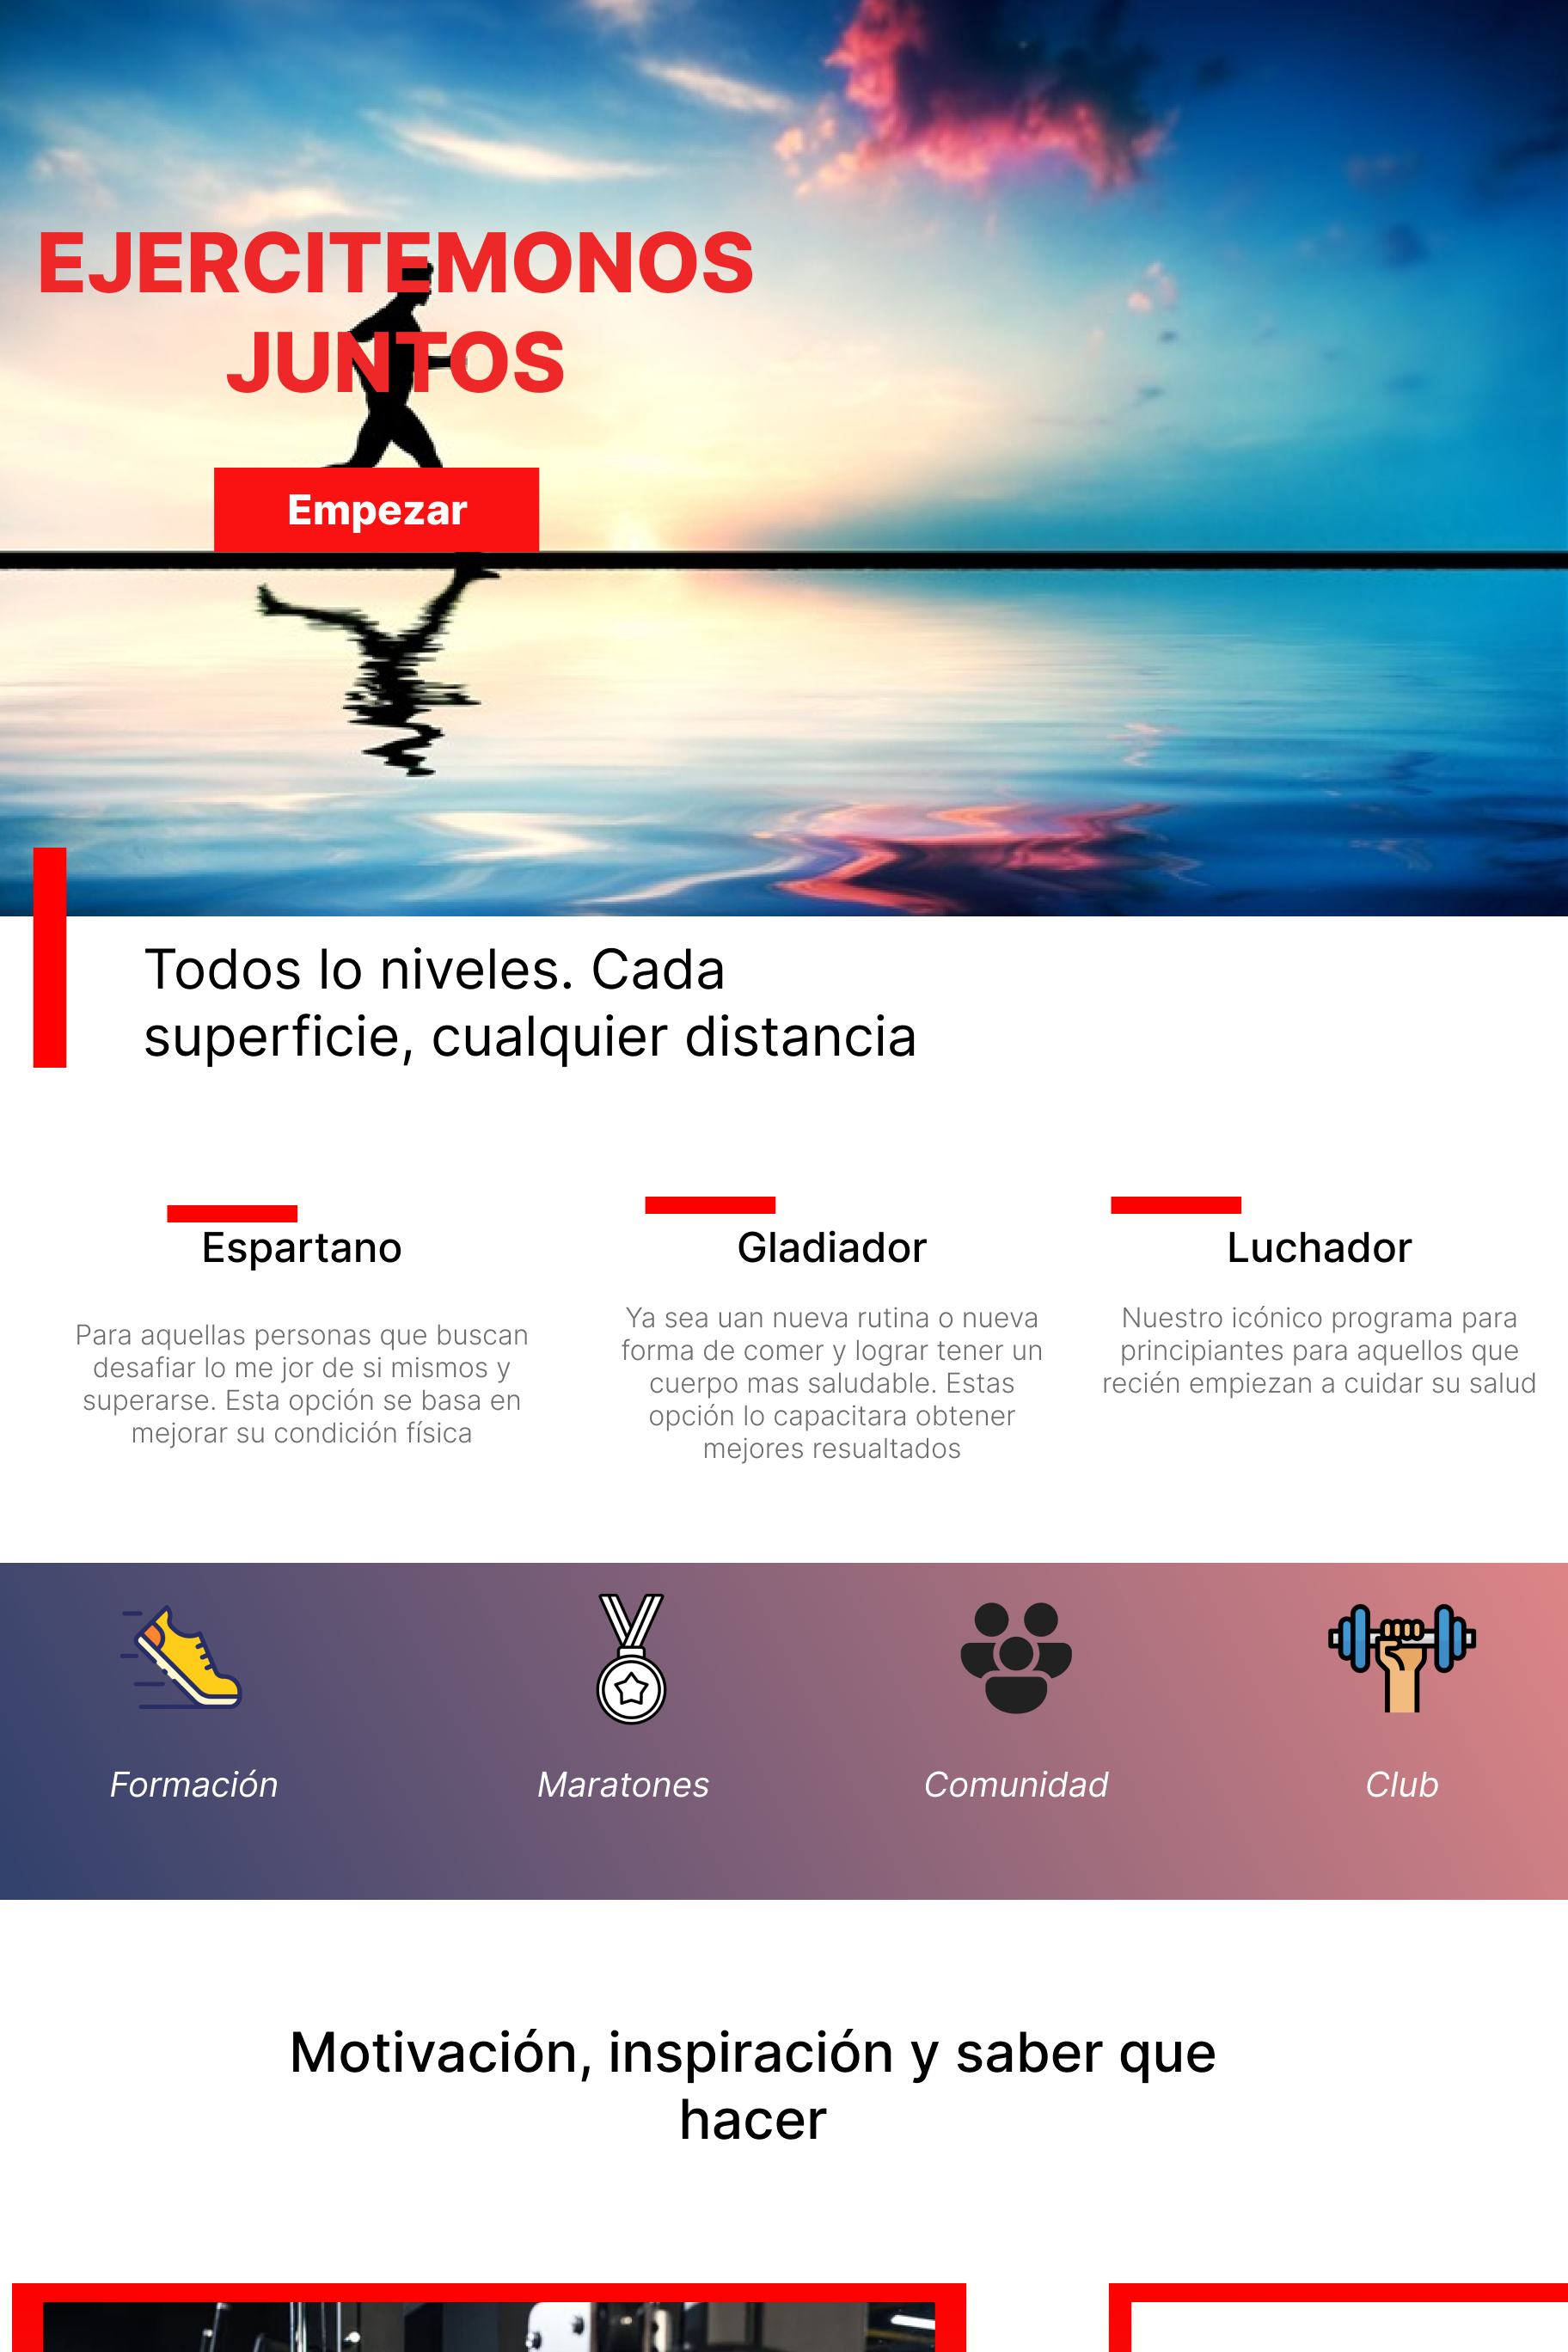 EJERCITEMONOS
JUNTOS
Empezar
Todos lo niveles. Cada
superficie, cualquier distancia
Espartano
Para aquellas personas que buscan
desafiar lo me jor de si mismos y
superarse. Esta opción se basa en
mejorar su condición física
Gladiador
Ya sea uan nueva rutina o nueva
forma de comer y lograr tener un
cuerpo mas saludable. Estas
opción lo capacitara obtener
mejores resualtados
Luchador
Nuestro icónico programa para
principiantes para aquellos que
recién empiezan a cuidar su salud
Formación
Maratones
Comunidad
Club
Motivación, inspiración y saber que
hacer